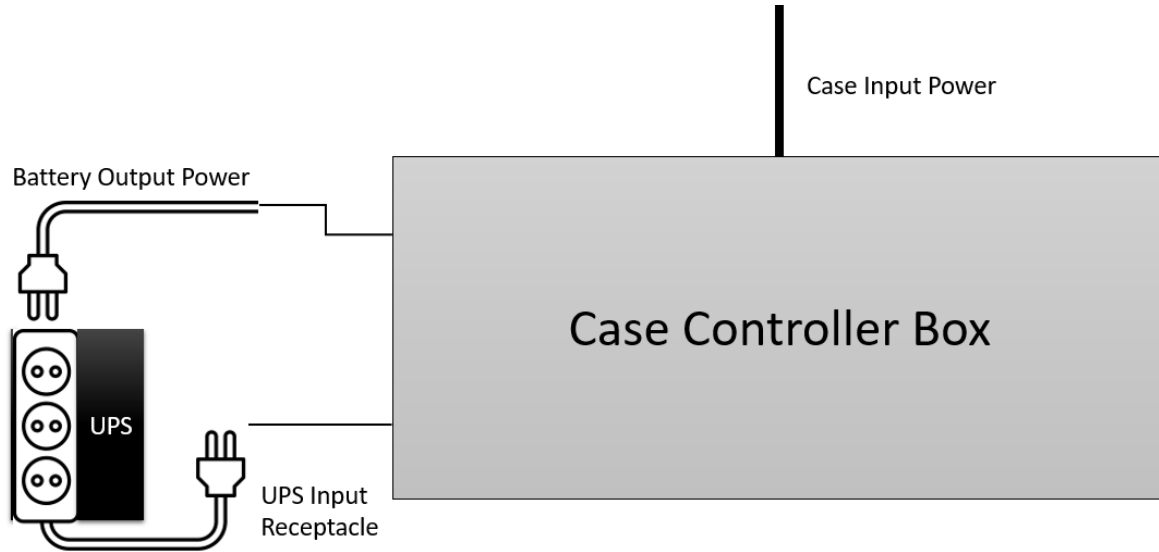 Case Input Power
Battery Output Power
Case Controller Box
UPS
UPS Input
Receptacle